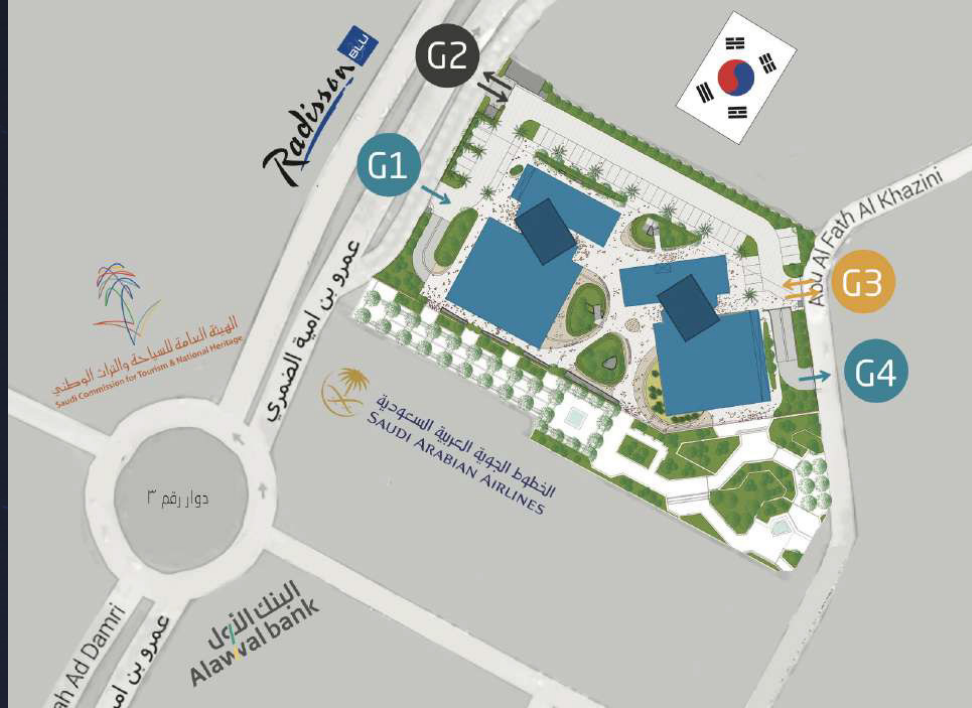 Radisson
BLU
G2
G1
G3
G4
Abu Al Fath Al Khazini
عمرو بن امية الضمري
الهيئة العامة للسياحة والتراث الوطني
Saudi Commission for Tourism & National Heritage
الخطوط الجوية العربية السعودية
SAUDI ARABIAN AIRLINES
دوار رقم ٣
البنك الأول
Alawwal bank
ah Ad Damri
عمرو بن ام